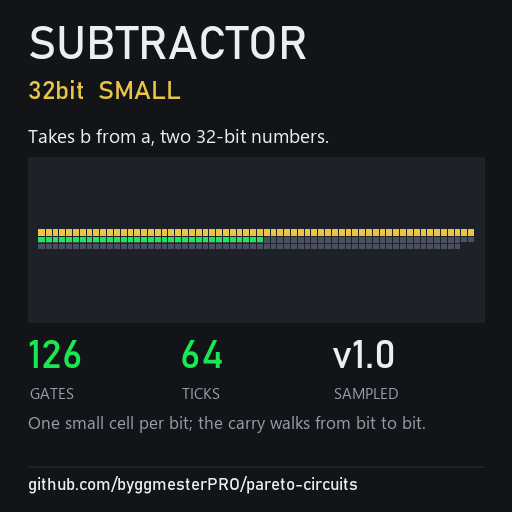 SUBTRACTOR
32bit SMALL
Takes b from a, two 32-bit numbers.
126 64 v1.0
GATES TICKS SAMPLED
One small cell per bit; the carry walks from bit to bit.
github.com/byggmesterPRO/pareto-circuits